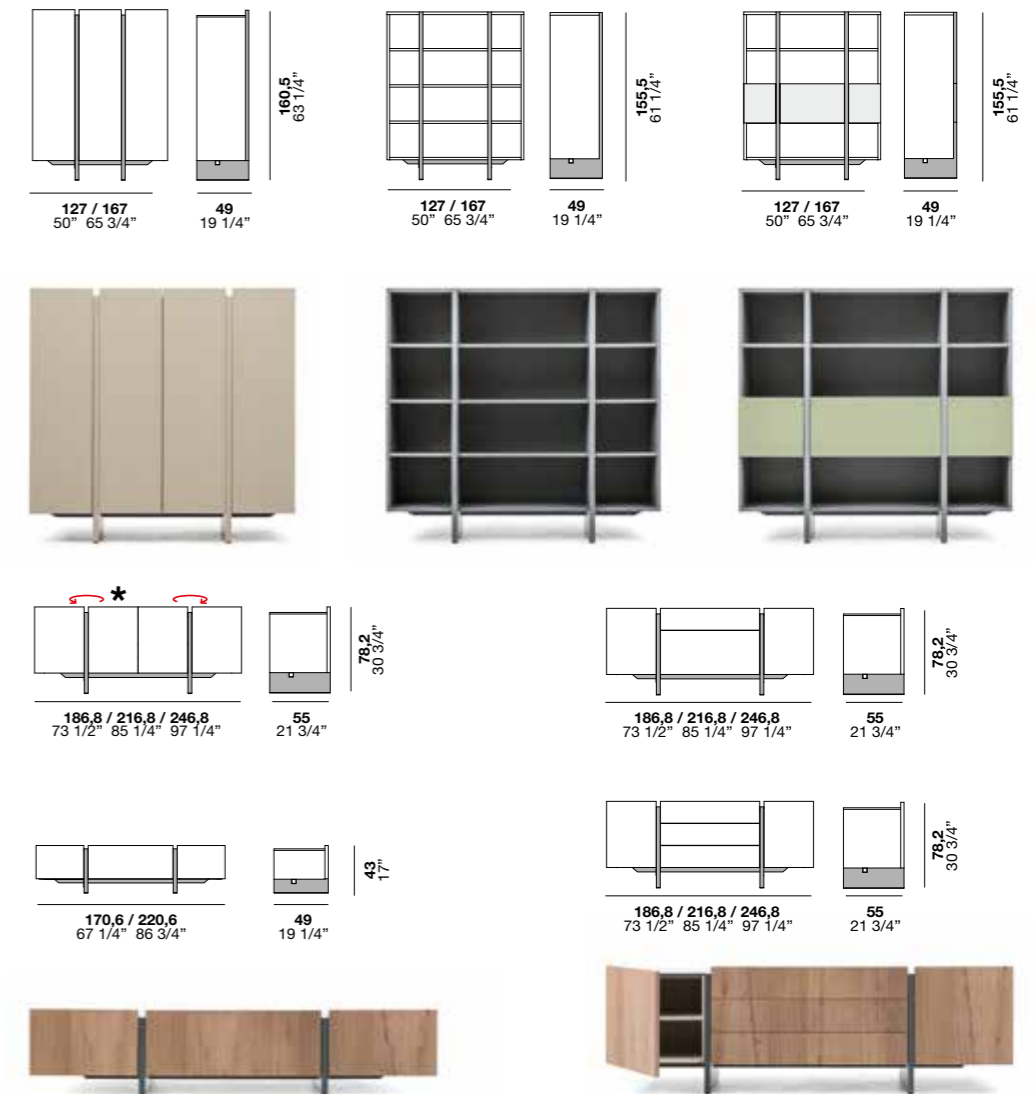 160,5
63 1/4”
127 / 167
50” 65 3/4”
49
19 1/4”
155,5
61 1/4”
127 / 167
50” 65 3/4”
49
19 1/4”
155,5
61 1/4”
127 / 167
50” 65 3/4”
49
19 1/4”
*
78,2
30 3/4”
186,8 / 216,8 / 246,8
73 1/2” 85 1/4” 97 1/4”
55
21 3/4”
78,2
30 3/4”
186,8 / 216,8 / 246,8
73 1/2” 85 1/4” 97 1/4”
55
21 3/4”
43
17”
170,6 / 220,6
67 1/4” 86 3/4”
49
19 1/4”
78,2
30 3/4”
186,8 / 216,8 / 246,8
73 1/2” 85 1/4” 97 1/4”
55
21 3/4”